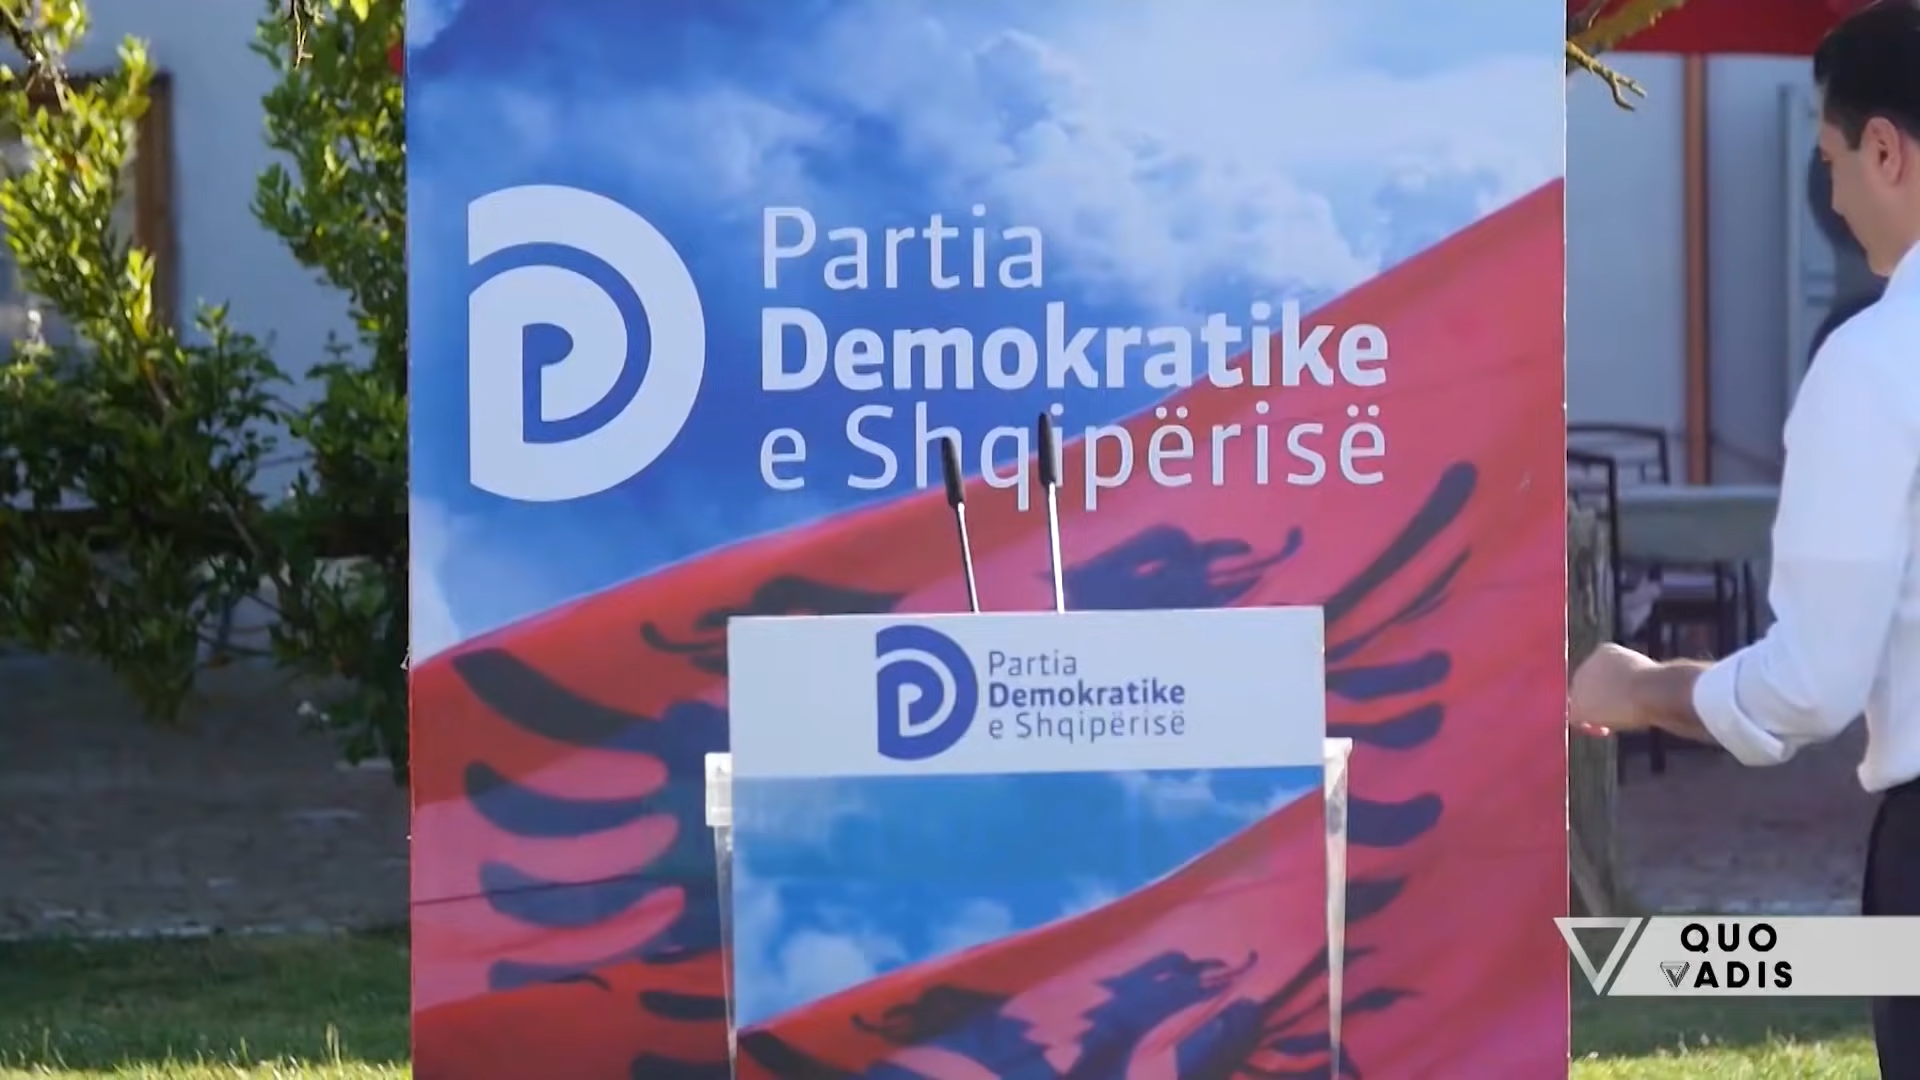 Partia
Demokratike
e Shqipërisë
Partia
Demokratike
e Shqipërisë
QUO
VADIS